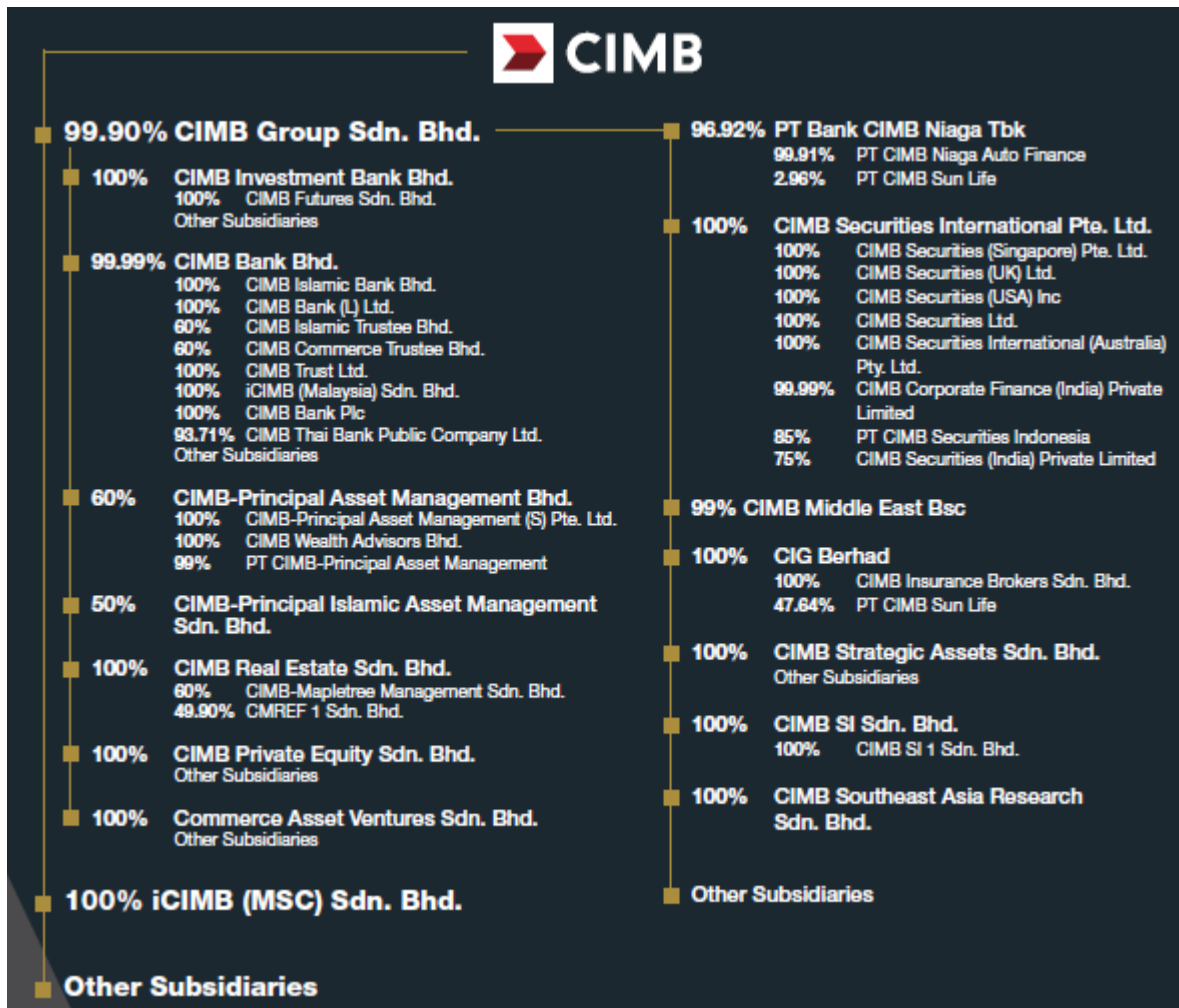 CIMB
99.90% CIMB Group Sdn. Bhd.
100% CIMB Investment Bank Bhd.
100% CIMB Futures Sdn. Bhd.
Other Subsidiaries
99.99% CIMB Bank Bhd.
100% CIMB Islamic Bank Bhd.
100% CIMB Bank (L) Ltd.
60% CIMB Islamic Trustee Bhd.
60% CIMB Commerce Trustee Bhd.
100% CIMB Trust Ltd.
100% iCIMB (Malaysia) Sdn. Bhd.
100% CIMB Bank Plc
93.71% CIMB Thai Bank Public Company Ltd.
Other Subsidiaries
60% CIMB-Principal Asset Management Bhd.
100% CIMB-Principal Asset Management (S) Pte. Ltd.
100% CIMB Wealth Advisors Bhd.
99% PT CIMB-Principal Asset Management
50% CIMB-Principal Islamic Asset Management
Sdn. Bhd.
100% CIMB Real Estate Sdn. Bhd.
60% CIMB-Mapletree Management Sdn. Bhd.
49.90% CMREF 1 Sdn. Bhd.
100% CIMB Private Equity Sdn. Bhd.
Other Subsidiaries
100% Commerce Asset Ventures Sdn. Bhd.
Other Subsidiaries
100% iCIMB (MSC) Sdn. Bhd.
Other Subsidiaries
96.92% PT Bank CIMB Niaga Tbk
99.91% PT CIMB Niaga Auto Finance
2.96% PT CIMB Sun Life
100% CIMB Securities International Pte. Ltd.
100% CIMB Securities (Singapore) Pte. Ltd.
100% CIMB Securities (UK) Ltd.
100% CIMB Securities (USA) Inc
100% CIMB Securities Ltd.
100% CIMB Securities International (Australia)
Pty. Ltd.
99.99% CIMB Corporate Finance (India) Private
Limited
85% PT CIMB Securities Indonesia
75% CIMB Securities (India) Private Limited
99% CIMB Middle East Bsc
100% CIG Berhad
100% CIMB Insurance Brokers Sdn. Bhd.
47.64% PT CIMB Sun Life
100% CIMB Strategic Assets Sdn. Bhd.
Other Subsidiaries
100% CIMB SI Sdn. Bhd.
100% CIMB SI 1 Sdn. Bhd.
100% CIMB Southeast Asia Research
Sdn. Bhd.
Other Subsidiaries